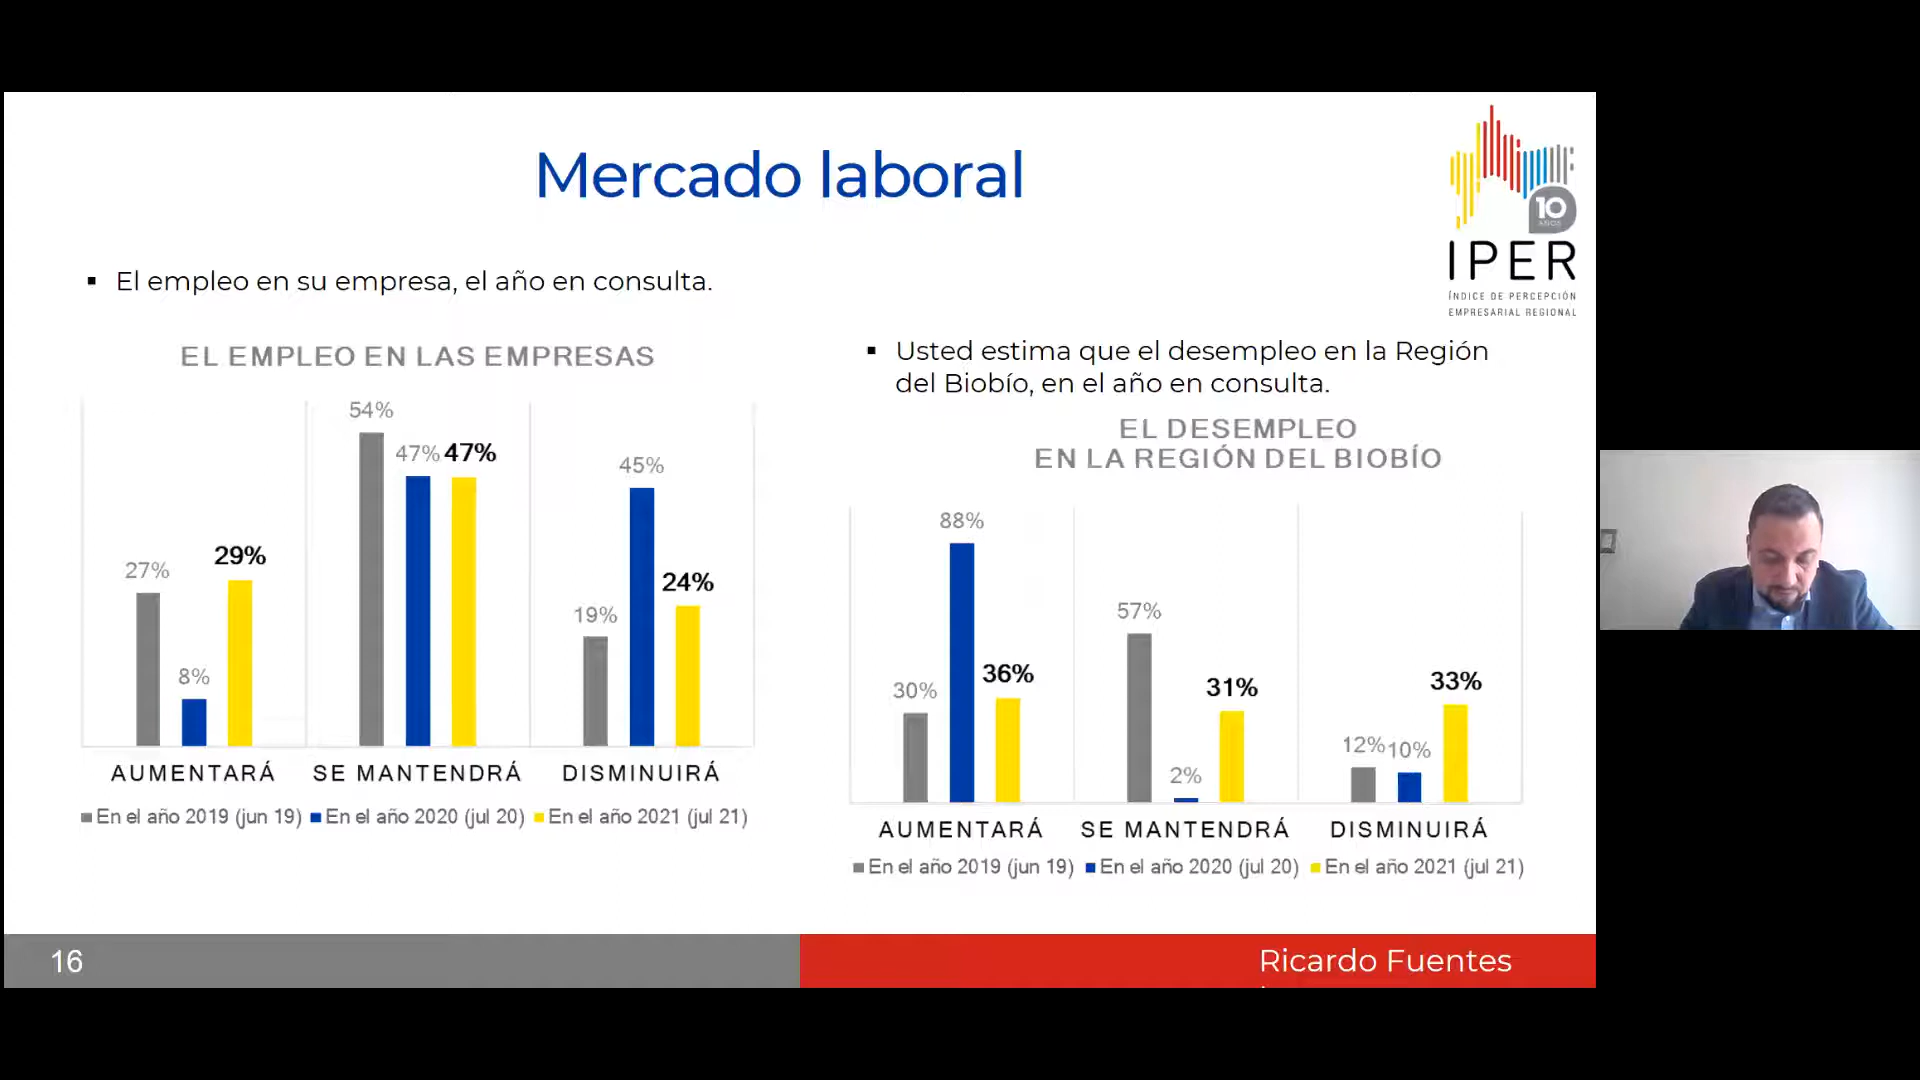 Mercado laboral
10
AÑOS
IPER
ÍNDICE DE PERCEPCIÓN
EMPRESARIAL REGIONAL
▪ El empleo en su empresa, el año en consulta.
EL EMPLEO EN LAS EMPRESAS
27%
8%
29%
54%
47%
47%
19%
45%
24%
AUMENTARÁ
SE MANTENDRÁ
DISMINUIRÁ
En el año 2019 (jun 19)
En el año 2020 (jul 20)
En el año 2021 (jul 21)
▪ Usted estima que el desempleo en la Región
del Biobío, en el año en consulta.
EL DESEMPLEO
EN LA REGIÓN DEL BIOBÍO
30%
88%
36%
57%
2%
31%
12%
10%
33%
AUMENTARÁ
SE MANTENDRÁ
DISMINUIRÁ
En el año 2019 (jun 19)
En el año 2020 (jul 20)
En el año 2021 (jul 21)
16
Ricardo Fuentes